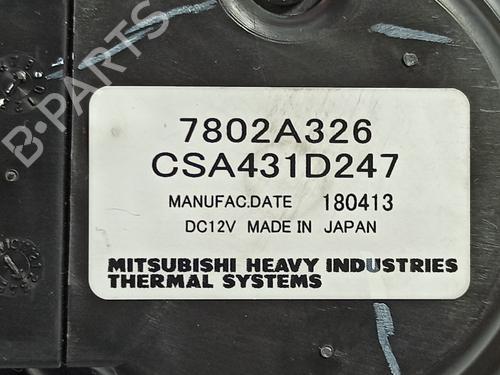 B-PARTS
7802A326
CSA431D247
MANUFAC.DATE 180413
DC12V MADE IN JAPAN
MITSUBISHI HEAVY INDUSTRIES
THERMAL SYSTEMS